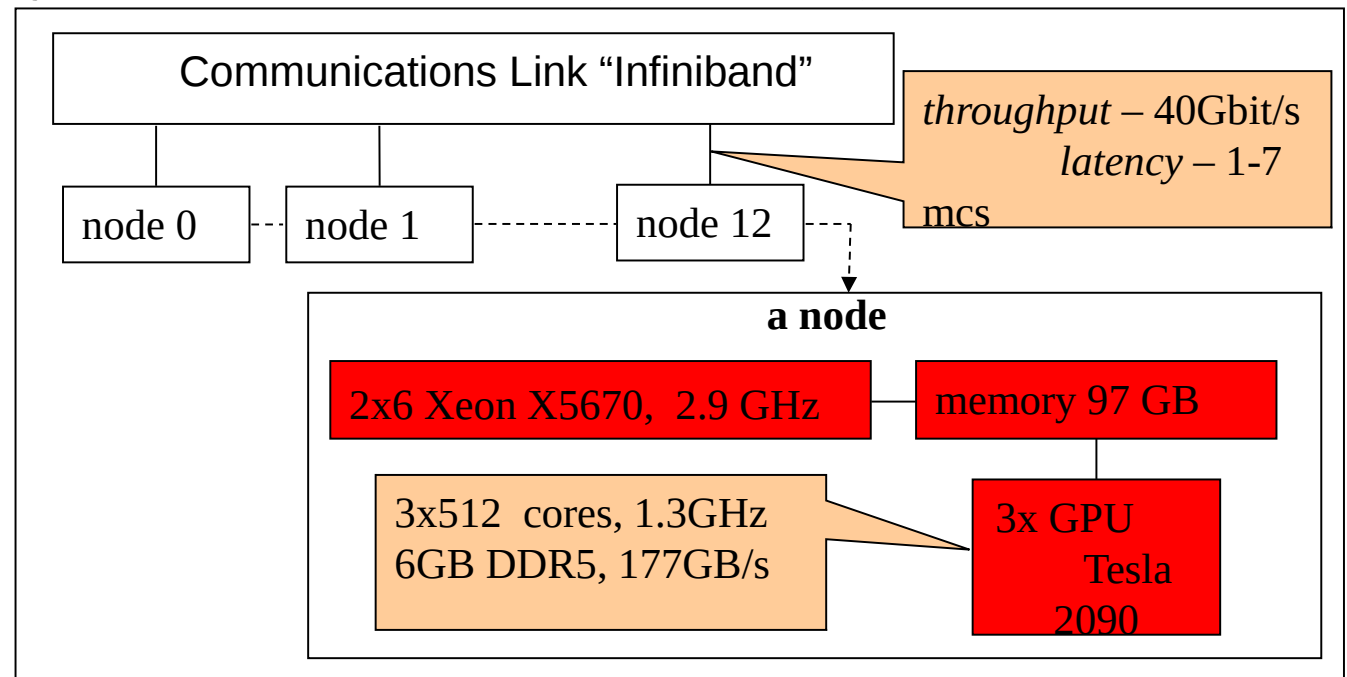 Communications Link “Infiniband”
throughput – 40Gbit/s
latency – 1-7
mcs
node 0
node 1
node 12
a node
2x6 Xeon X5670,  2.9 GHz
memory 97 GB
3x512  cores, 1.3GHz
6GB DDR5, 177GB/s
3x GPU
Tesla
2090